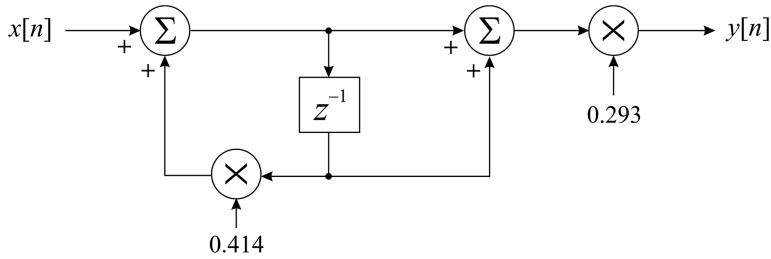 x[n] + Σ + Σ × y[n]
+ +
z⁻¹
0.293
×
0.414